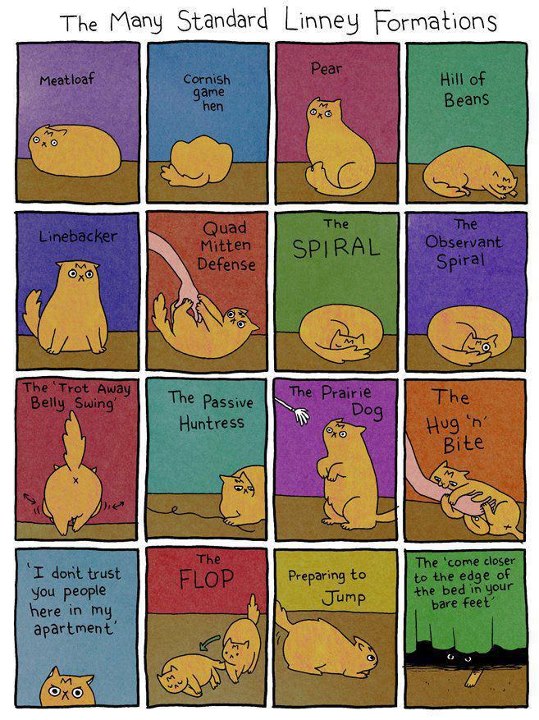 The Many Standard Linney Formations
Meatloaf
Cornish
game
hen
Pear
Hill of
Beans
Linebacker
Quad
Mitten
Defense
The
SPIRAL
The
Observant
Spiral
The 'Trot Away
Belly Swing'
The Passive
Huntress
The Prairie
Dog
The
Hug 'n'
Bite
'I don't trust
you people
here in my
apartment'
The
FLOP
Preparing to
Jump
The 'come closer
to the edge of
the bed in your
bare feet'